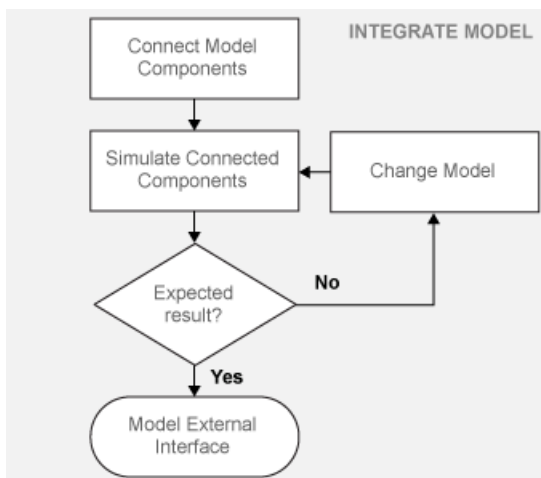 INTEGRATE MODEL
Connect Model
Components
Simulate Connected
Components
Change Model
Expected
result?
No
Yes
Model External
Interface